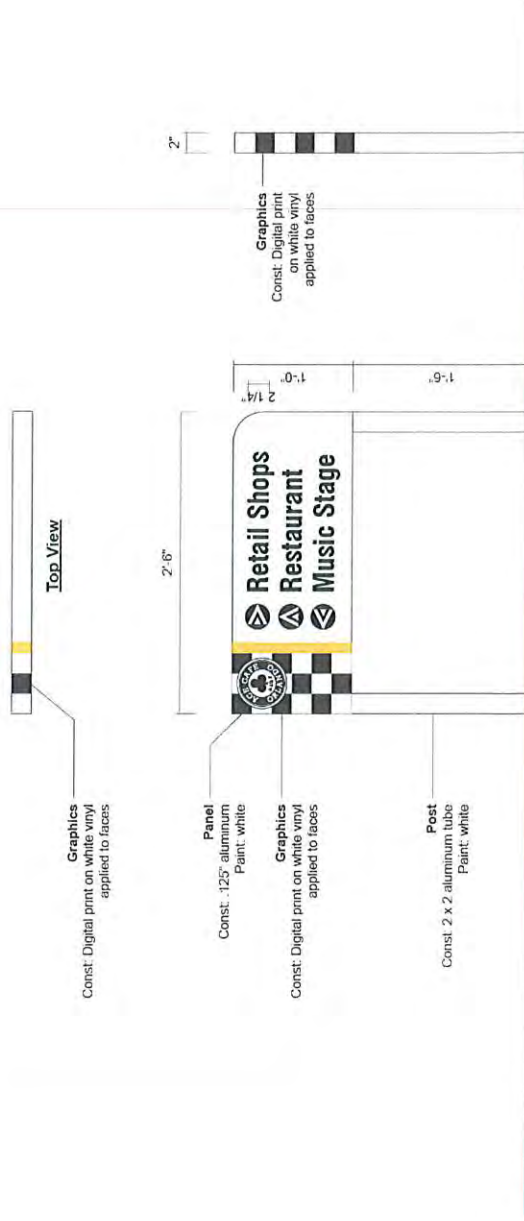 Top View
Graphics
Const: Digital print on white vinyl
applied to faces
2'-6"
Panel
Const: .125" aluminum
Paint: white
Graphics
Const: Digital print on white vinyl
applied to faces
ACE CAFE
ORLANDO
Retail Shops
Restaurant
Music Stage
2 1/4"
1'-0"
1'-6"
Post
Const: 2 x 2 aluminum tube
Paint: white
2"
Graphics
Const: Digital print
on white vinyl
applied to faces